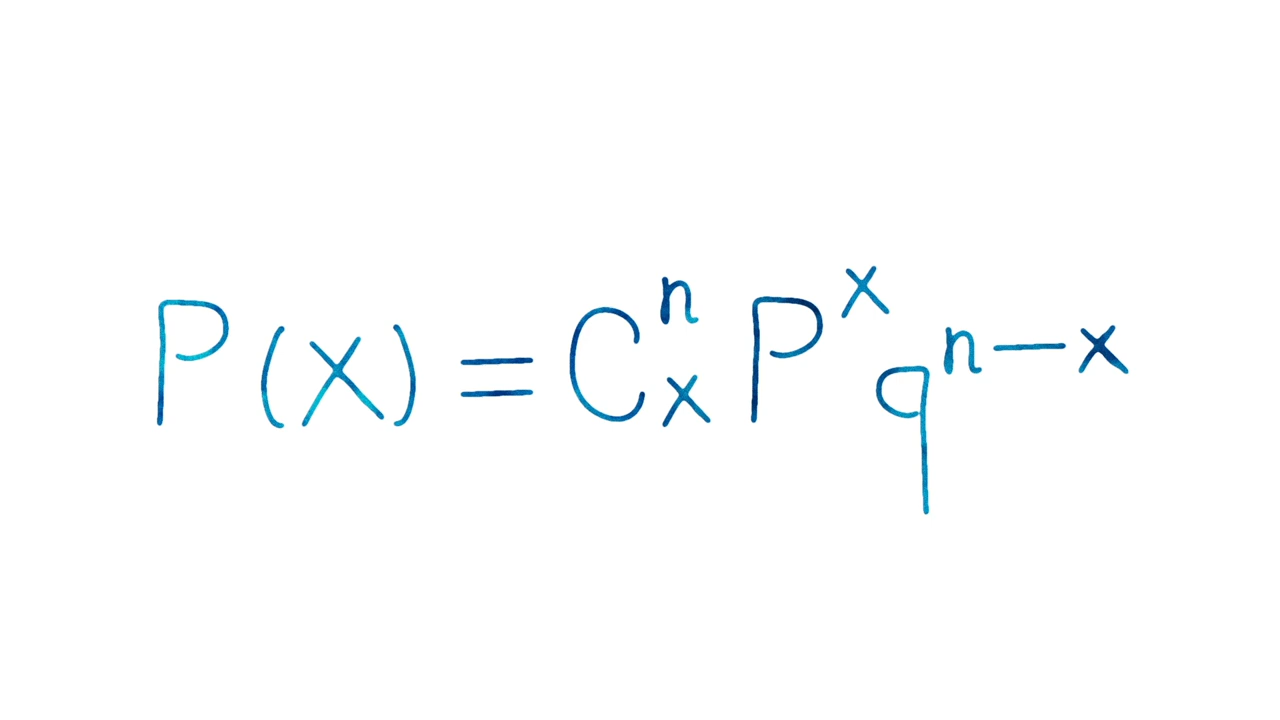 P(x) = C^n_x P^x q^{n-x}